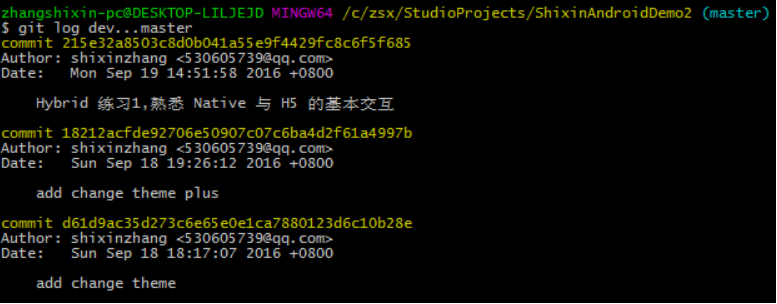 zhangshixin-pc@DESKTOP-LILJEJD MINGW64 /c/zsx/StudioProjects/ShixinAndroidDemo2 (master)
$ git log dev...master
commit 215e32a8503c8d0b041a55e9f4429fc8c6f5f685
Author: shixinzhang <530605739@qq.com>
Date:   Mon Sep 19 14:51:58 2016 +0800
Hybrid 练习1,熟悉 Native 与 H5 的基本交互
commit 18212acfde92706e50907c07c6ba4d2f61a4997b
Author: shixinzhang <530605739@qq.com>
Date:   Sun Sep 18 19:26:12 2016 +0800
add change theme plus
commit d61d9ac35d273c6e65e0e1ca7880123d6c10b28e
Author: shixinzhang <530605739@qq.com>
Date:   Sun Sep 18 18:17:07 2016 +0800
add change theme